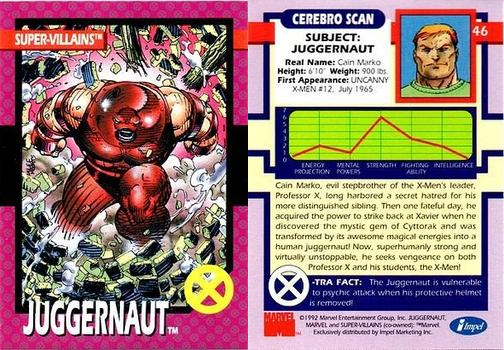 SUPER-VILLAINS™
JUGGERNAUT™
CEREBRO SCAN
46
SUBJECT:
JUGGERNAUT
Real Name: Cain Marko
Height: 6'10" Weight: 900 lbs.
First Appearance: UNCANNY
X-MEN #12, July 1965
7
6
5
4
3
2
1
0
ENERGY PROJECTION
MENTAL POWERS
STRENGTH
FIGHTING ABILITY
INTELLIGENCE
Cain Marko, evil stepbrother of the X-Men's leader,
Professor X, long harbored a secret hatred for his
more distinguished sibling. Then one fateful day, he
acquired the power to strike back at Xavier when he
discovered the mystic gem of Cyttorak and was
transformed by its awesome magical energies into a
human juggernaut! Now, superhumanly strong and
virtually unstoppable, he seeks vengeance on both
Professor X and his students, the X-Men!
X-TRA FACT: The Juggernaut is vulnerable
to psychic attack when his protective helmet
is removed!
MARVEL
©1992 Marvel Entertainment Group, Inc. JUGGERNAUT,
MARVEL and SUPER-VILLAINS (co-owned): ™Marvel.
Exclusively distributed by Impel Marketing Inc.
Impel